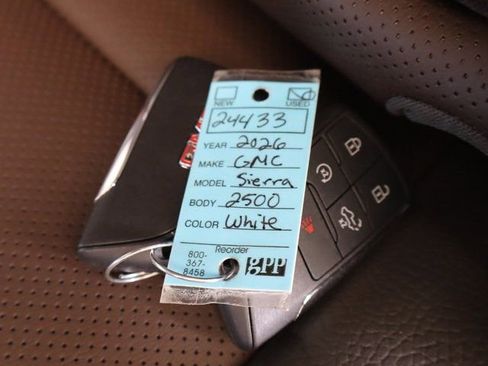 NEW USED
24433
YEAR 2026
MAKE GMC
MODEL Sierra
BODY 2500
COLOR White
Reorder
800-
367-
8458
gpp